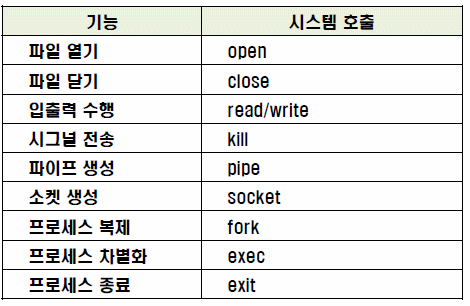 기능 시스템 호출
파일 열기 open
파일 닫기 close
입출력 수행 read/write
시그널 전송 kill
파이프 생성 pipe
소켓 생성 socket
프로세스 복제 fork
프로세스 차별화 exec
프로세스 종료 exit